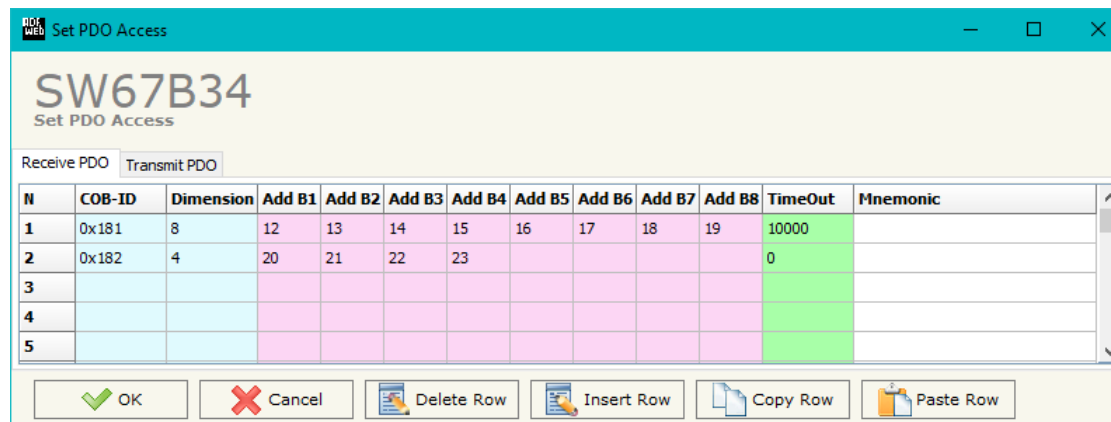 ADF WEB Set PDO Access
SW67B34
Set PDO Access
Receive PDO Transmit PDO
N COB-ID Dimension Add B1 Add B2 Add B3 Add B4 Add B5 Add B6 Add B7 Add B8 TimeOut Mnemonic
1 0x181 8 12 13 14 15 16 17 18 19 10000
2 0x182 4 20 21 22 23 0
3
4
5
OK Cancel Delete Row Insert Row Copy Row Paste Row